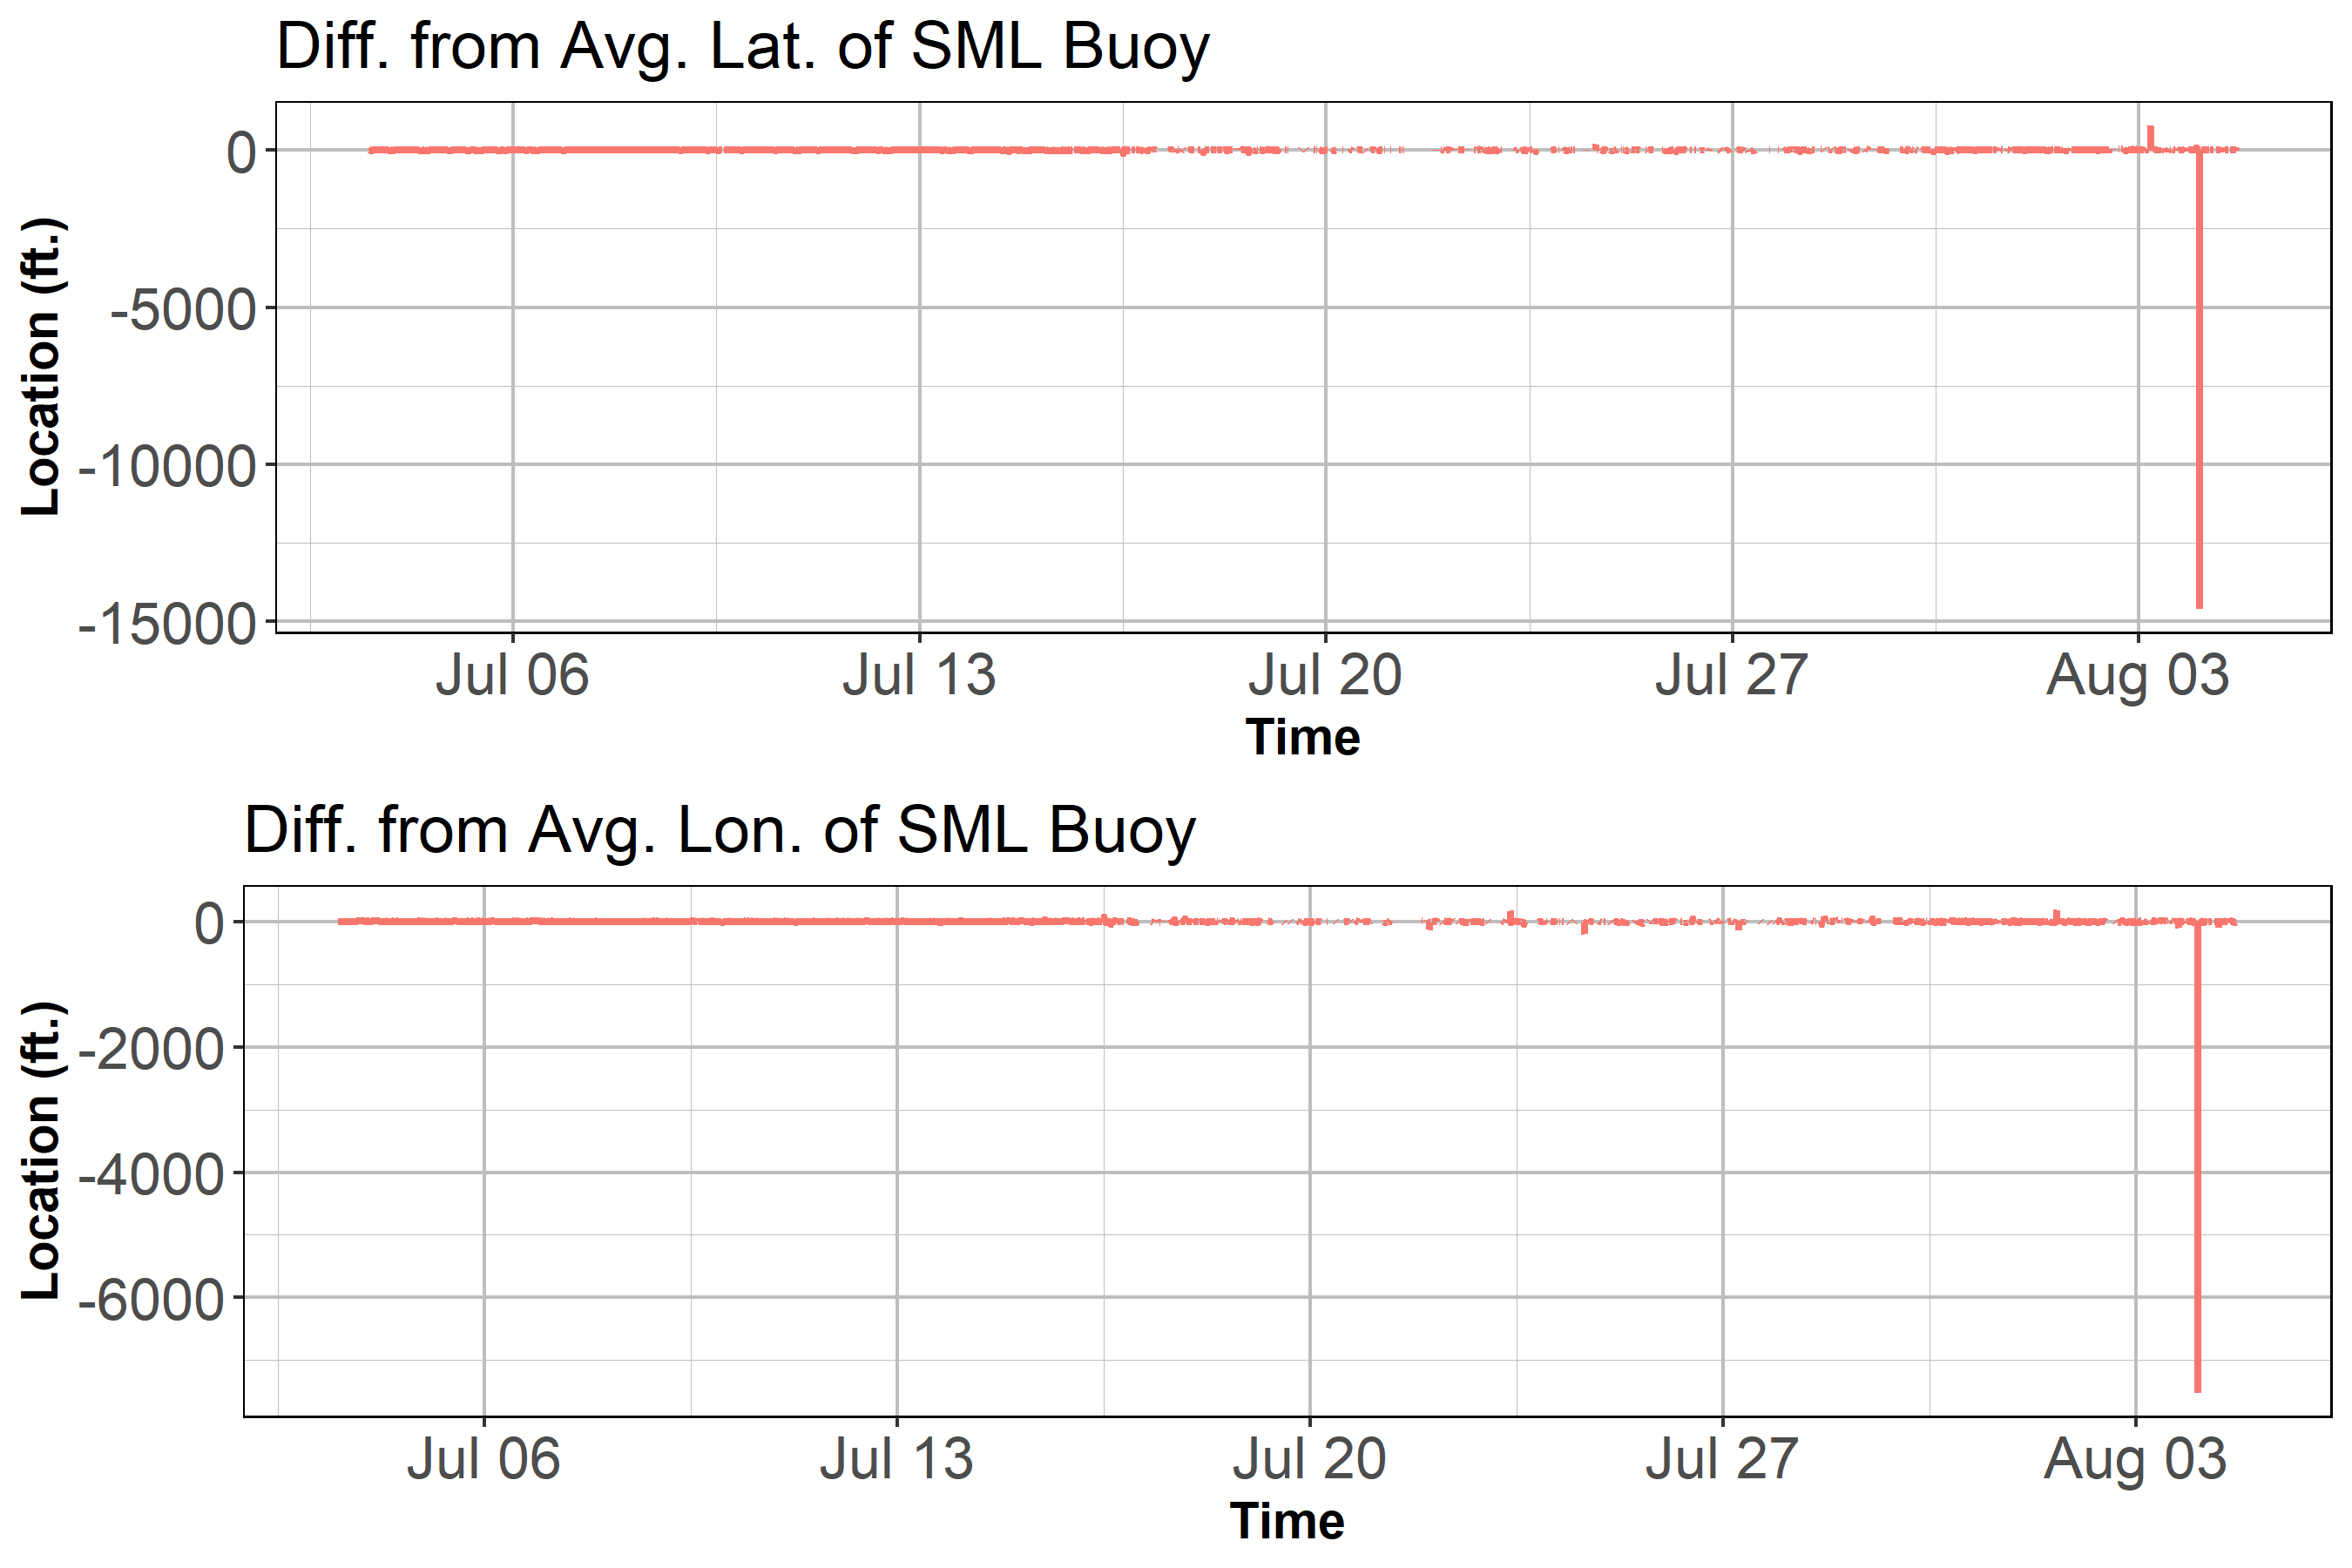 Diff. from Avg. Lat. of SML Buoy
Location (ft.)
0
-5000
-10000
-15000
Jul 06 Jul 13 Jul 20 Jul 27 Aug 03
Time
Diff. from Avg. Lon. of SML Buoy
Location (ft.)
0
-2000
-4000
-6000
Jul 06 Jul 13 Jul 20 Jul 27 Aug 03
Time